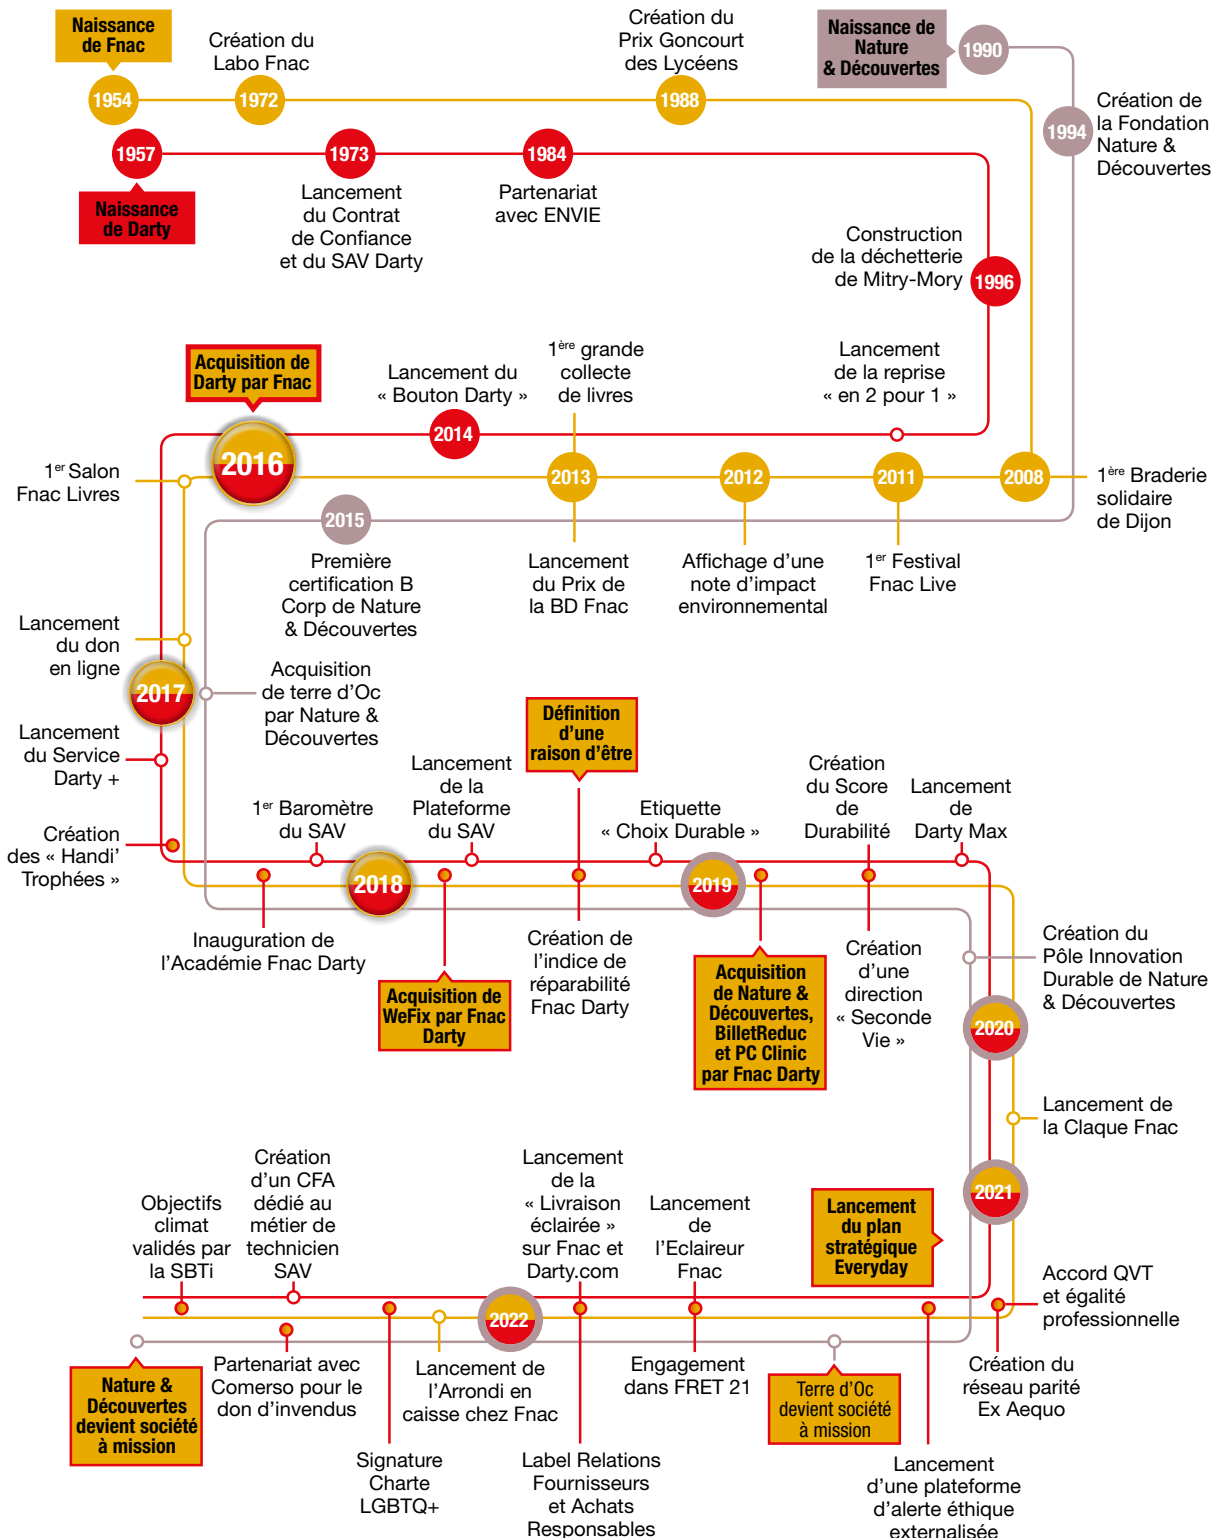 Naissance
de Fnac
1954
Création du
Labo Fnac
1972
Création du
Prix Goncourt
des Lycéens
1988
Naissance de
Nature
& Découvertes
1990
Création de
la Fondation
Nature &
Découvertes
1994
1957
Naissance
de Darty
1973
Lancement
du Contrat
de Confiance
et du SAV Darty
1984
Partenariat
avec ENVIE
Construction
de la déchetterie
de Mitry-Mory
1996
Acquisition de
Darty par Fnac
2016
Lancement du
« Bouton Darty »
2014
1ère grande
collecte
de livres
Lancement
de la reprise
« en 2 pour 1 »
1er Salon
Fnac Livres
2013
2012
2011
2008
1ère Braderie
solidaire
de Dijon
2015
Première
certification B
Corp de Nature
& Découvertes
Lancement
du Prix de
la BD Fnac
Affichage d'une
note d'impact
environnemental
1er Festival
Fnac Live
Lancement
du don
en ligne
2017
Acquisition
de terre d'Oc
par Nature &
Découvertes
Lancement
du Service
Darty +
Création
des « Handi'
Trophées »
1er Baromètre
du SAV
Lancement
de la
Plateforme
du SAV
Définition
d'une
raison d'être
Etiquette
« Choix Durable »
Création
du Score
de
Durabilité
Lancement
de
Darty Max
2018
2019
Inauguration de
l'Académie Fnac Darty
Acquisition de
WeFix par Fnac
Darty
Création de
l'indice de
réparabilité
Fnac Darty
Acquisition
de Nature &
Découvertes,
BilletReduc
et PC Clinic
par Fnac Darty
Création
d'une
direction
« Seconde
Vie »
Création du
Pôle Innovation
Durable de Nature
& Découvertes
2020
Lancement de
la Claque Fnac
2021
Lancement
du plan
stratégique
Everyday
Objectifs
climat
validés par
la SBTi
Création
d'un CFA
dédié au
métier de
technicien
SAV
Lancement
de la
« Livraison
éclairée »
sur Fnac et
Darty.com
Lancement
de
l'Eclaireur
Fnac
Accord QVT
et égalité
professionnelle
2022
Nature &
Découvertes
devient société
à mission
Partenariat avec
Comerso pour le
don d'invendus
Lancement de
l'Arrondi en
caisse chez Fnac
Engagement
dans FRET 21
Terre d'Oc
devient société
à mission
Création du
réseau parité
Ex Aequo
Signature
Charte
LGBTQ+
Label Relations
Fournisseurs
et Achats
Responsables
Lancement
d'une plateforme
d'alerte éthique
externalisée